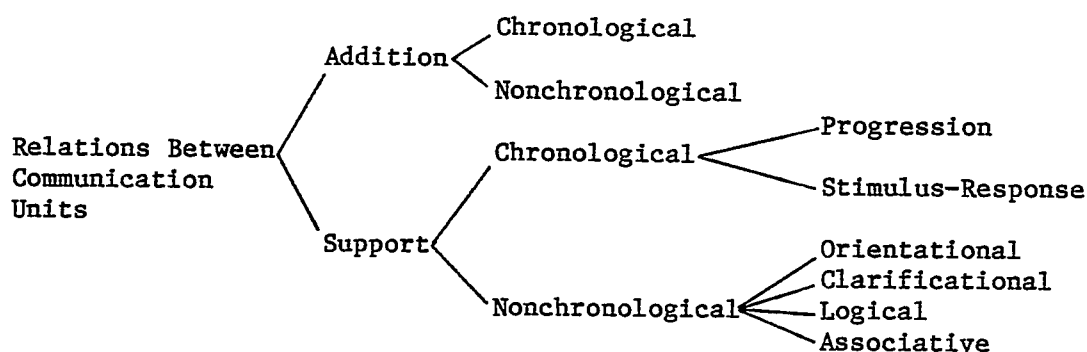 Chronological
Addition
Nonchronological
Progression
Relations Between
Communication
Units
Chronological
Stimulus-Response
Support
Orientational
Clarificational
Nonchronological
Logical
Associative